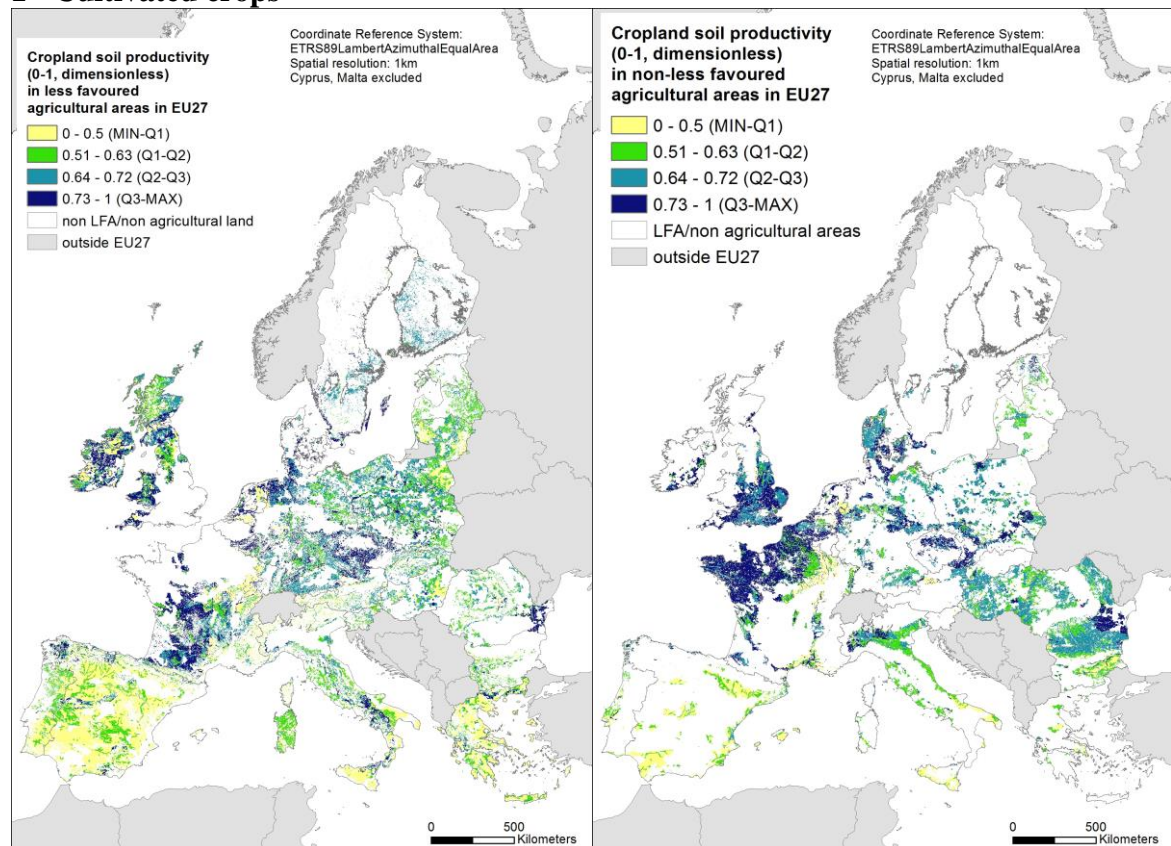 Coordinate Reference System:
ETRS89LambertAzimuthalEqualArea
Spatial resolution: 1km
Cyprus, Malta excluded
Cropland soil productivity
(0-1, dimensionless)
in less favoured
agricultural areas in EU27
0 - 0.5 (MIN-Q1)
0.51 - 0.63 (Q1-Q2)
0.64 - 0.72 (Q2-Q3)
0.73 - 1 (Q3-MAX)
non LFA/non agricultural land
outside EU27
0 500
Kilometers
Cropland soil productivity
(0-1, dimensionless)
in non-less favoured
agricultural areas in EU27
Coordinate Reference System:
ETRS89LambertAzimuthalEqualArea
Spatial resolution: 1km
Cyprus, Malta excluded
0 - 0.5 (MIN-Q1)
0.51 - 0.63 (Q1-Q2)
0.64 - 0.72 (Q2-Q3)
0.73 - 1 (Q3-MAX)
LFA/non agricultural areas
outside EU27
0 500
Kilometers